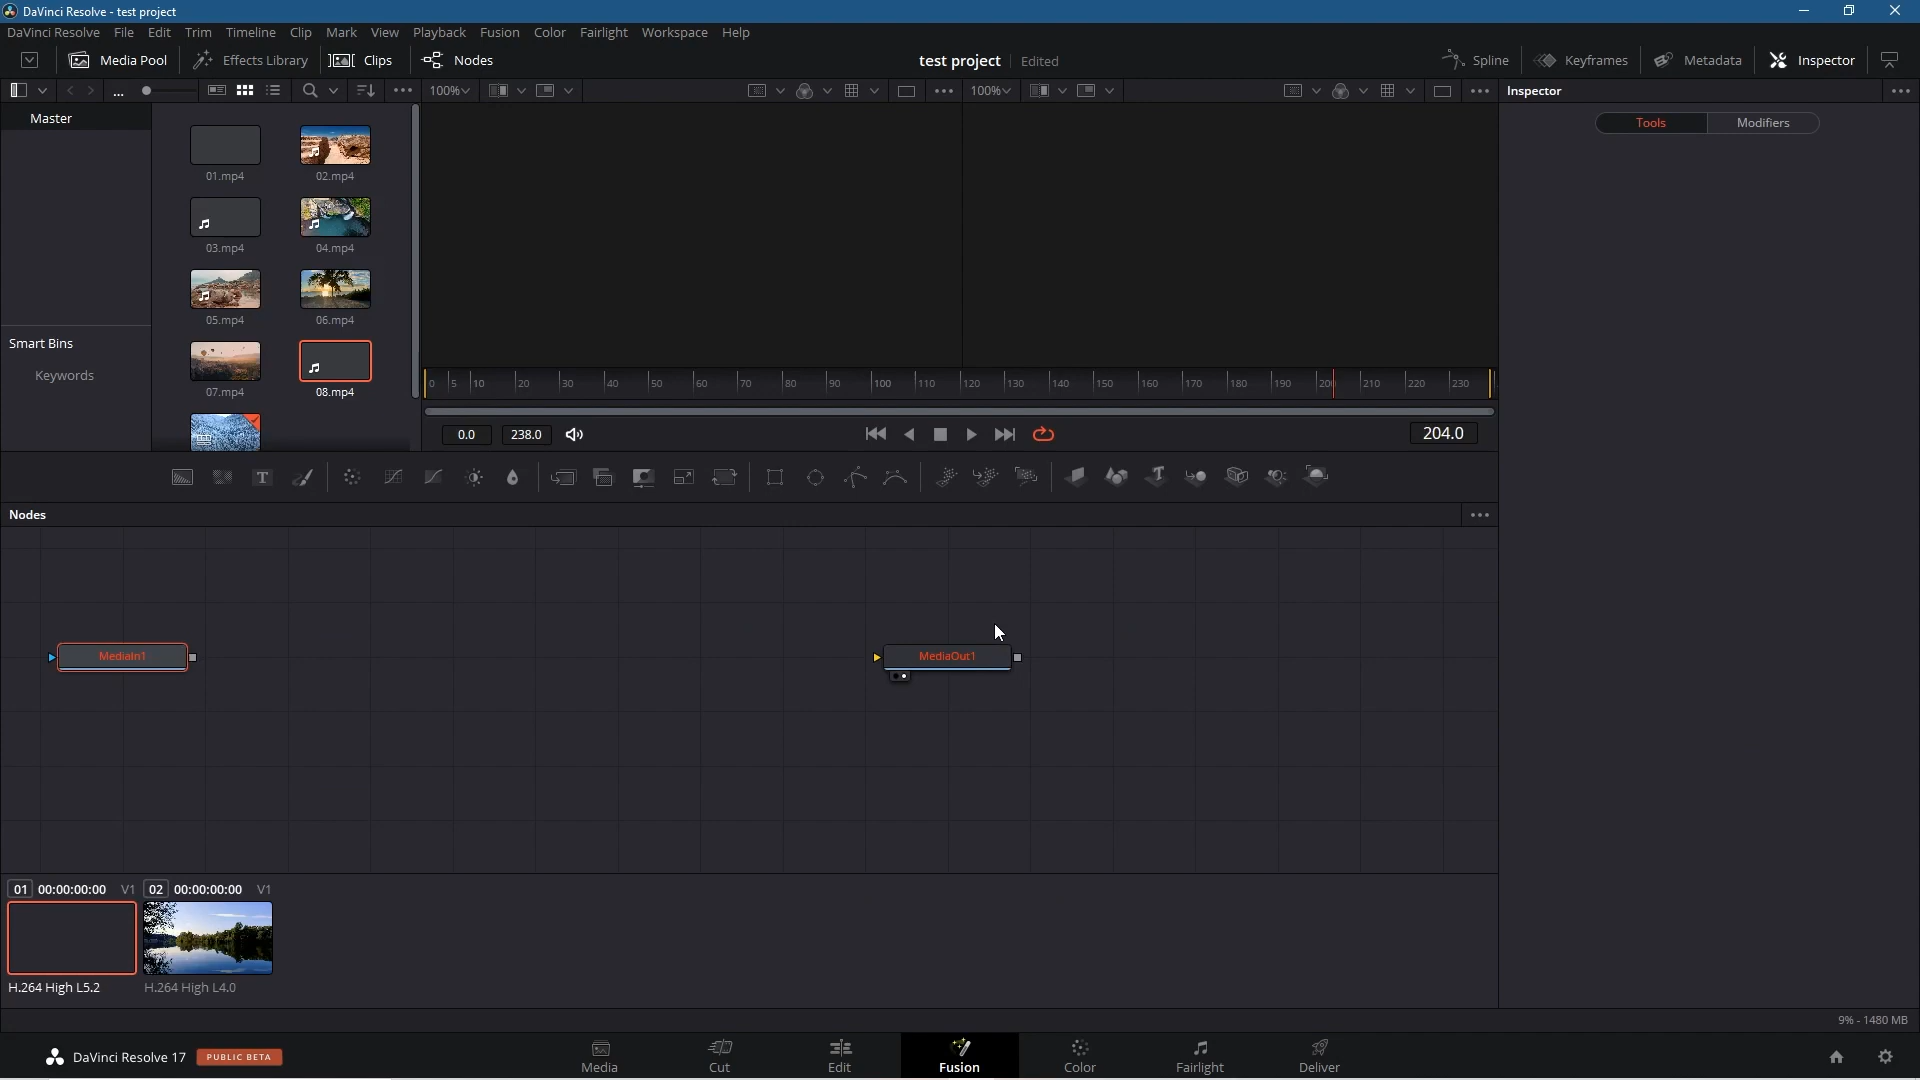 DaVinci Resolve - test project
DaVinci Resolve File Edit Trim Timeline Clip Mark View Playback Fusion Color Fairlight Workspace Help
Media Pool Effects Library Clips Nodes test project Edited Spline Keyframes Metadata Inspector
... 100% 100% Inspector
Master
Tools Modifiers
01.mp4 02.mp4
03.mp4 04.mp4
05.mp4 06.mp4
Smart Bins
Keywords
07.mp4 08.mp4
0 5 10 20 30 40 50 60 70 80 90 100 110 120 130 140 150 160 170 180 190 200 210 220 230
0.0 238.0 204.0
Nodes
MediaIn1 MediaOut1
01 00:00:00:00 V1 02 00:00:00:00 V1
H.264 High L5.2 H.264 High L4.0
9% - 1480 MB
DaVinci Resolve 17 PUBLIC BETA
Media Cut Edit Fusion Color Fairlight Deliver